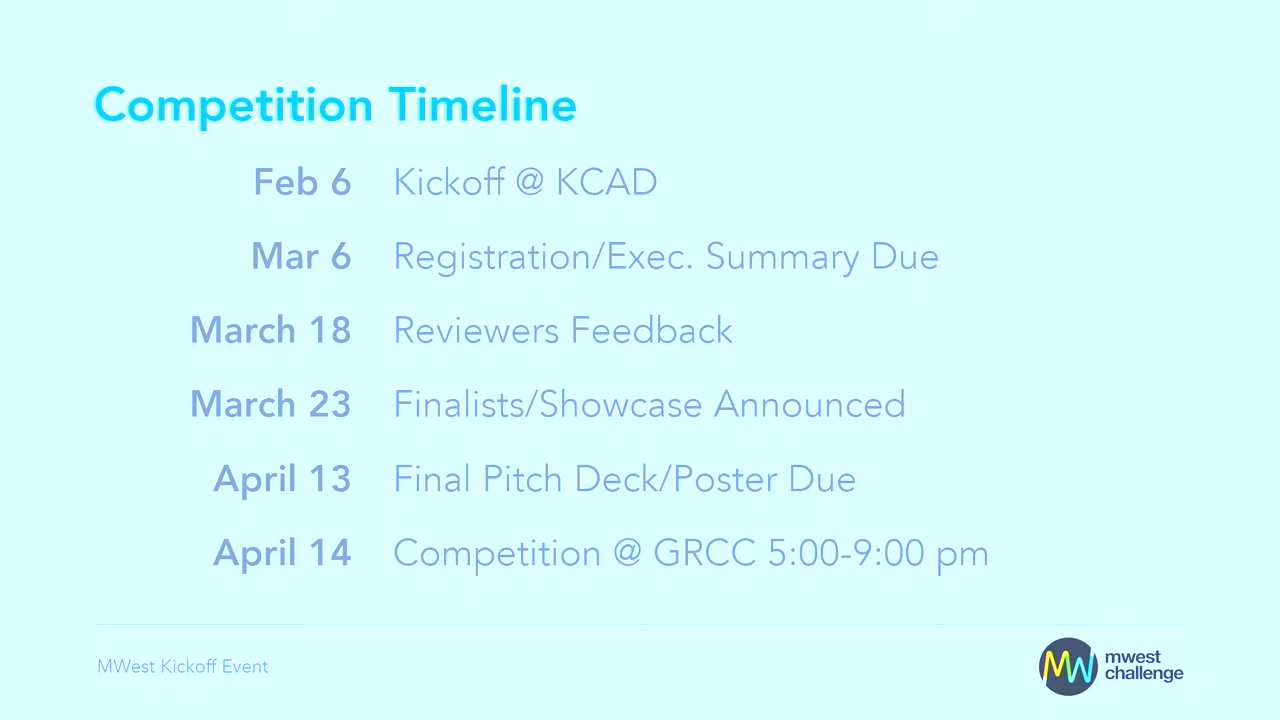 Competition Timeline
Feb 6 Kickoff @ KCAD
Mar 6 Registration/Exec. Summary Due
March 18 Reviewers Feedback
March 23 Finalists/Showcase Announced
April 13 Final Pitch Deck/Poster Due
April 14 Competition @ GRCC 5:00-9:00 pm
MWest Kickoff Event
MW
mwest
challenge